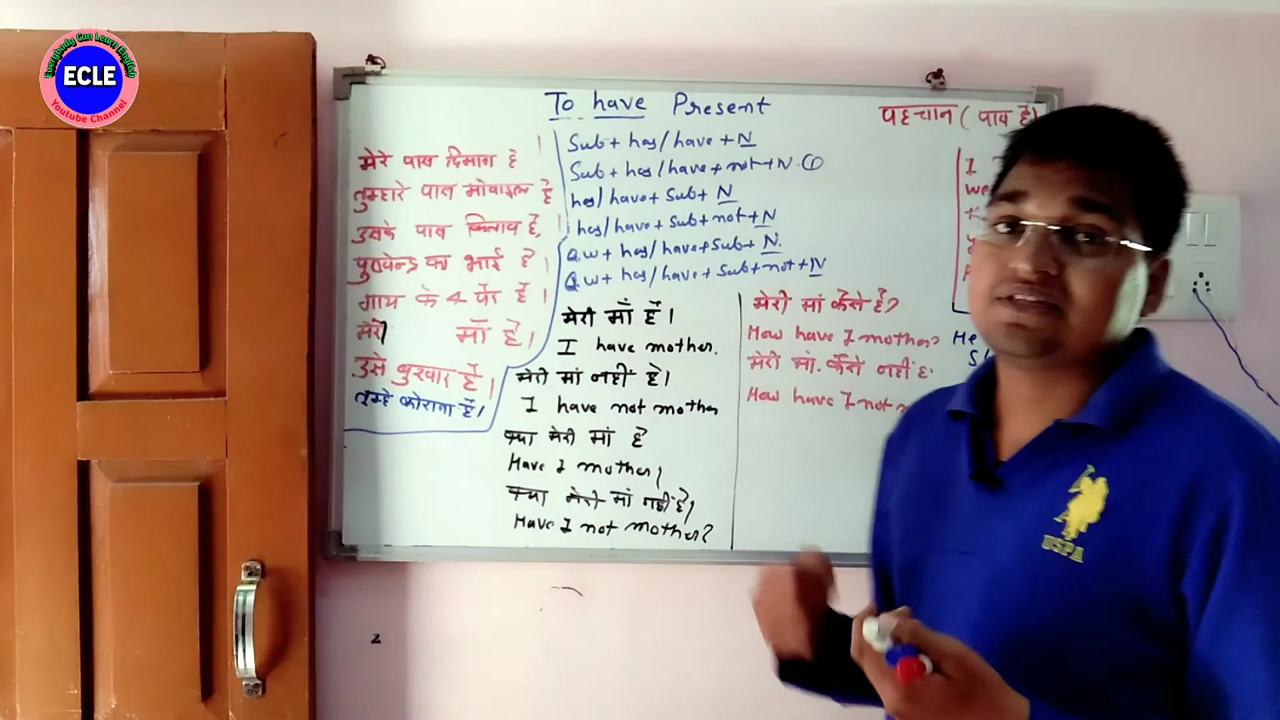 Everybody Can Learn English
ECLE
Youtube Channel
To have Present
पहचान ( पास है)
मेरे पास दिमाग है
तुम्हारे पास मोबाइल है
उसके पास किताब है,
पुष्पेन्द्र का भाई है
गाय के 4 पैर हैं ।
मेरी माँ है।
उसे बुखार है।
तुम्हे कोरोना है।
Sub + has/have + N
Sub + has/have + not + N.
has/have + Sub + N
has/have + Sub + not + N
Q.w + has/have + Sub + N.
Q.w + has/have + Sub + not + N
मेरी माँ है।
I have mother.
मेरी मां नहीं है।
I have not mother
क्या मेरी मां है
Have I mother?
क्या मेरी मां नहीं है?
Have I not mother?
मेरी मां कैसे है?
How have I mother?
मेरी मां. कैसे नहीं है
How have I not
I
we
He
USPA